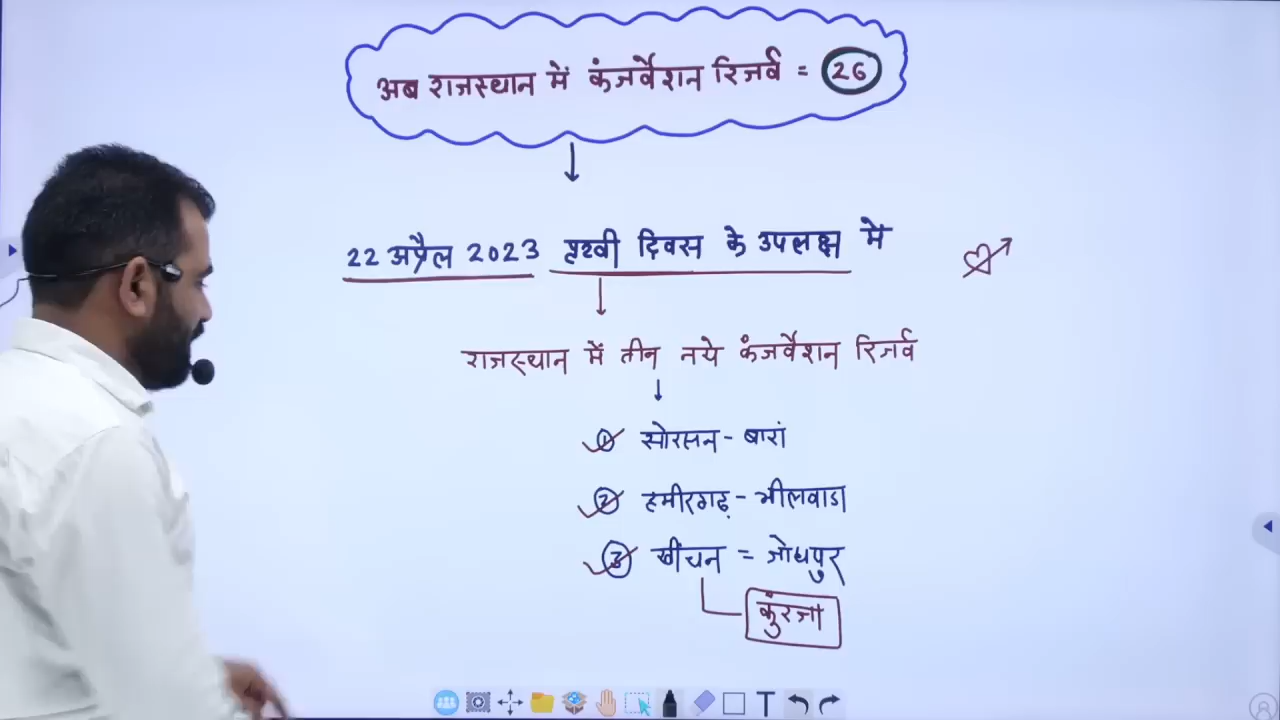 अब राजस्थान में कंजर्वेशन रिजर्व = 26
22 अप्रैल 2023 पृथ्वी दिवस के उपलक्ष में
राजस्थान में तीन नये कंजर्वेशन रिजर्व
① सोरसन - बारां
② हमीरगढ़ - भीलवाडा
③ खींचन = जोधपुर
कुंरजा
T